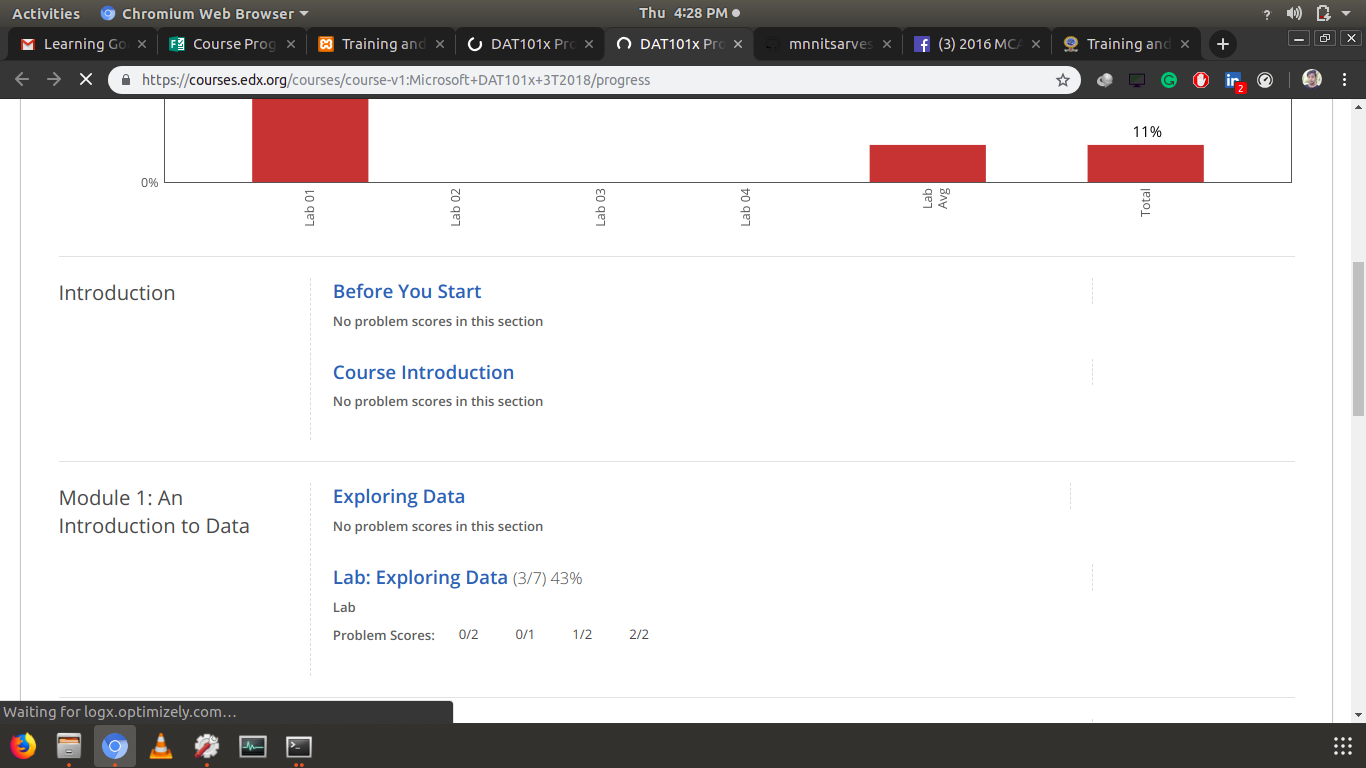 Activities
Chromium Web Browser
Thu 4:28 PM
?
Learning Go
Course Prog
Training and
DAT101x Pro
DAT101x Pro
mnnitsarves
(3) 2016 MCA
Training and
https://courses.edx.org/courses/course-v1:Microsoft+DAT101x+3T2018/progress
in
2
11%
0%
Lab 01
Lab 02
Lab 03
Lab 04
Lab
Avg
Total
Introduction
Before You Start
No problem scores in this section
Course Introduction
No problem scores in this section
Module 1: An
Introduction to Data
Exploring Data
No problem scores in this section
Lab: Exploring Data (3/7) 43%
Lab
Problem Scores: 0/2 0/1 1/2 2/2
Waiting for logx.optimizely.com…